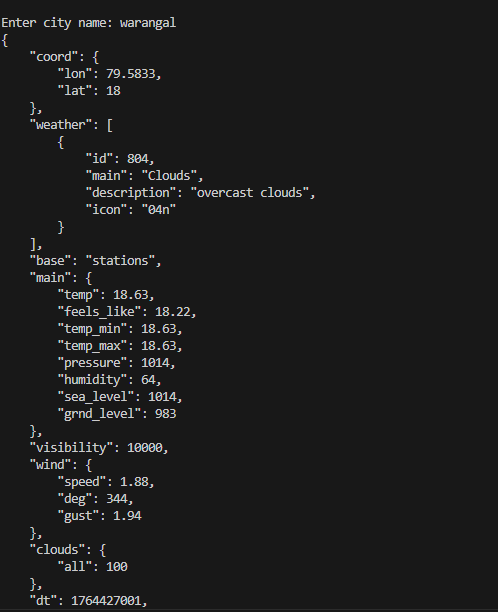 Enter city name: warangal
{
    "coord": {
        "lon": 79.5833,
        "lat": 18
    },
    "weather": [
        {
            "id": 804,
            "main": "Clouds",
            "description": "overcast clouds",
            "icon": "04n"
        }
    ],
    "base": "stations",
    "main": {
        "temp": 18.63,
        "feels_like": 18.22,
        "temp_min": 18.63,
        "temp_max": 18.63,
        "pressure": 1014,
        "humidity": 64,
        "sea_level": 1014,
        "grnd_level": 983
    },
    "visibility": 10000,
    "wind": {
        "speed": 1.88,
        "deg": 344,
        "gust": 1.94
    },
    "clouds": {
        "all": 100
    },
    "dt": 1764427001,